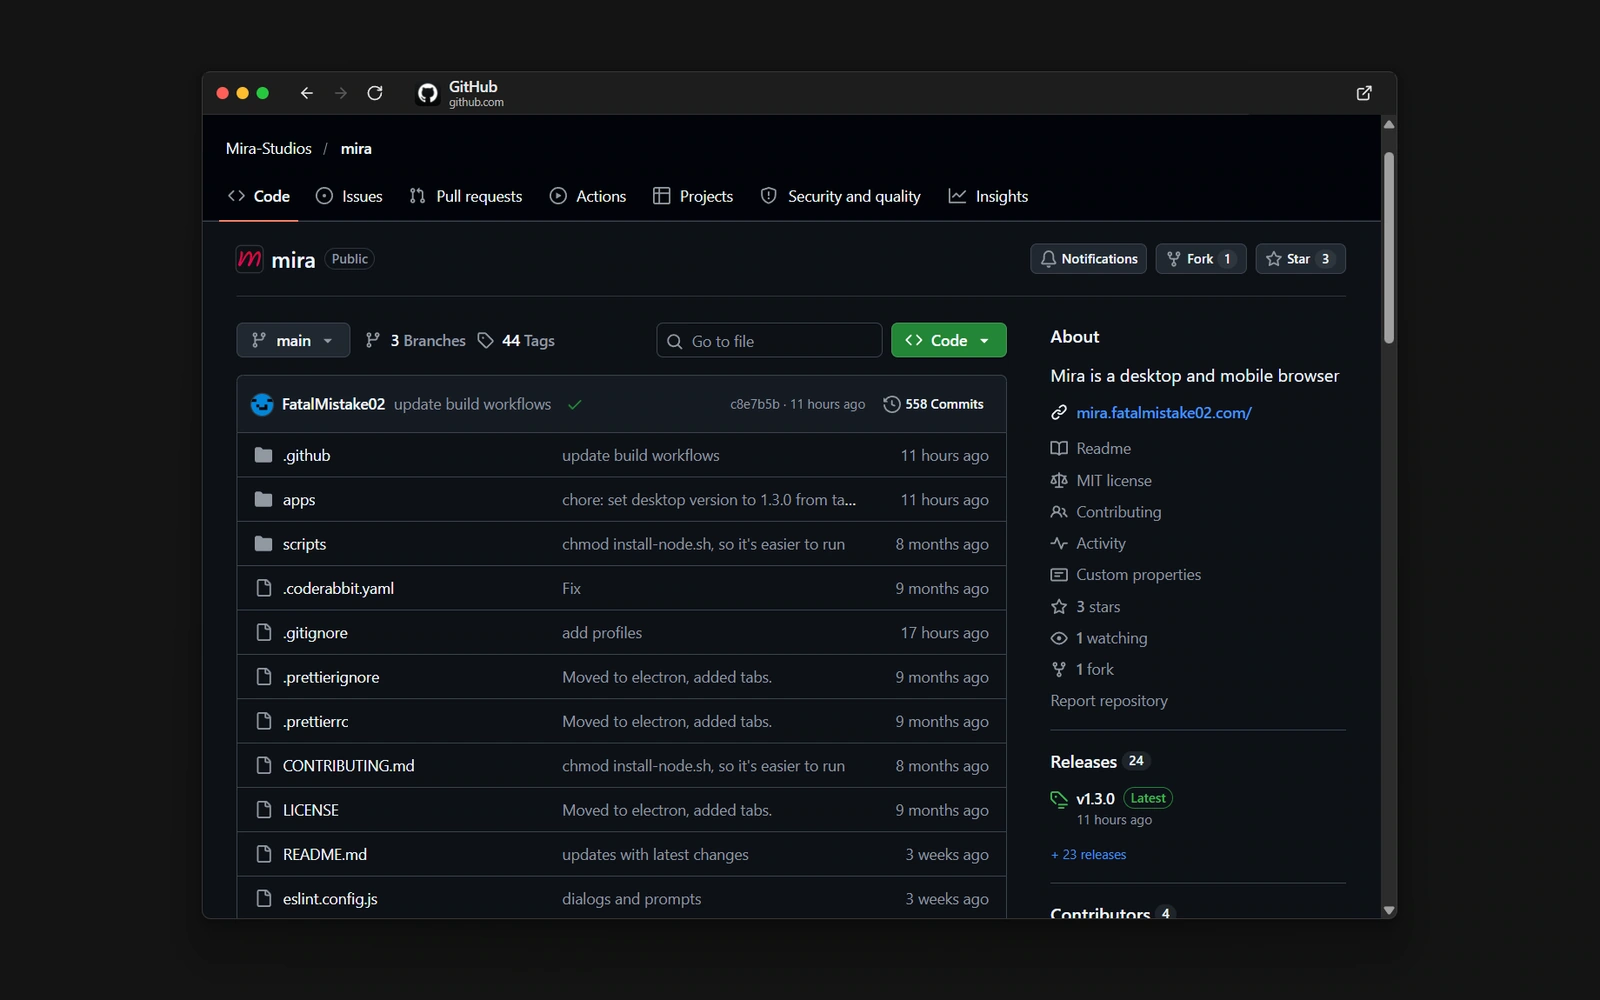 GitHub
github.com
Mira-Studios / mira
Code Issues Pull requests Actions Projects Security and quality Insights
mira Public
Notifications Fork 1 Star 3
main 3 Branches 44 Tags Go to file Code
FatalMistake02 update build workflows c8e7b5b · 11 hours ago 558 Commits
.github update build workflows 11 hours ago
apps chore: set desktop version to 1.3.0 from ta... 11 hours ago
scripts chmod install-node.sh, so it's easier to run 8 months ago
.coderabbit.yaml Fix 9 months ago
.gitignore add profiles 17 hours ago
.prettierignore Moved to electron, added tabs. 9 months ago
.prettierrc Moved to electron, added tabs. 9 months ago
CONTRIBUTING.md chmod install-node.sh, so it's easier to run 8 months ago
LICENSE Moved to electron, added tabs. 9 months ago
README.md updates with latest changes 3 weeks ago
eslint.config.js dialogs and prompts 3 weeks ago
About
Mira is a desktop and mobile browser
mira.fatalmistake02.com/
Readme
MIT license
Contributing
Activity
Custom properties
3 stars
1 watching
1 fork
Report repository
Releases 24
v1.3.0 Latest
11 hours ago
+ 23 releases
Contributors 4